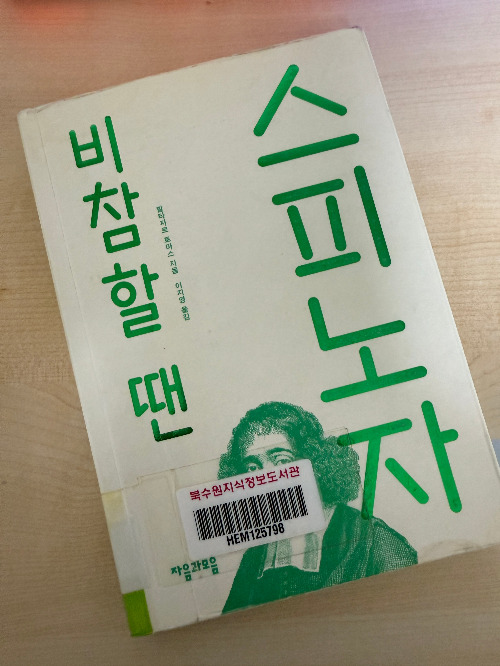 비참할 땐
스피노자
발타자르 토마스 지음 이지영 옮김
북수원지식정보도서관
HEM125798
자음과모음